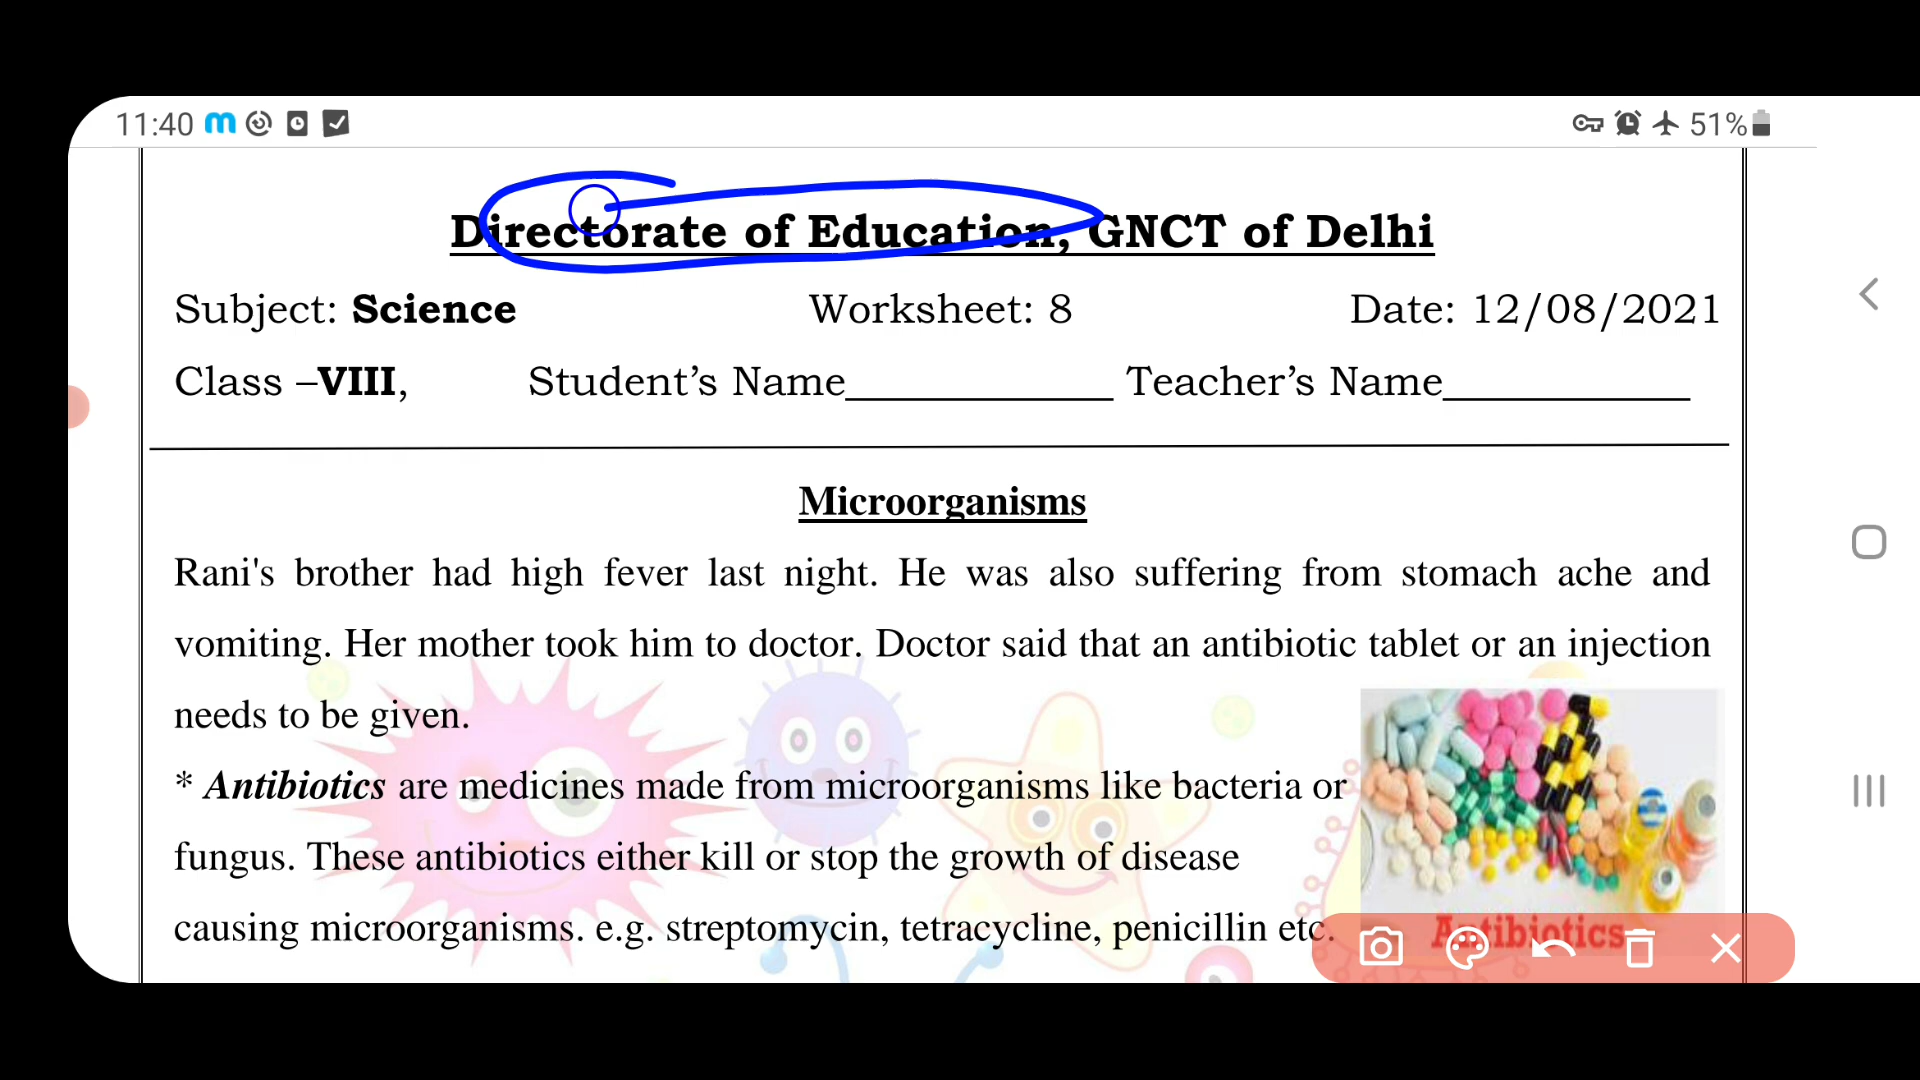 11:40 51%
Directorate of Education, GNCT of Delhi
Subject: Science Worksheet: 8 Date: 12/08/2021
Class –VIII, Student’s Name____________ Teacher’s Name___________
Microorganisms
Rani's brother had high fever last night. He was also suffering from stomach ache and
vomiting. Her mother took him to doctor. Doctor said that an antibiotic tablet or an injection
needs to be given.
* Antibiotics are medicines made from microorganisms like bacteria or
fungus. These antibiotics either kill or stop the growth of disease
causing microorganisms. e.g. streptomycin, tetracycline, penicillin etc.
Antibiotics